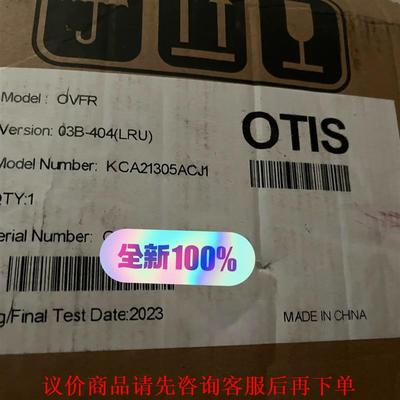 Model : OVFR
Version: 03B-404(LRU)
OTIS
Model Number: KCA21305ACJ1
QTY:1
Serial Number:
全新100%
g/Final Test Date:2023
MADE IN CHINA
议价商品请先咨询客服后再下单